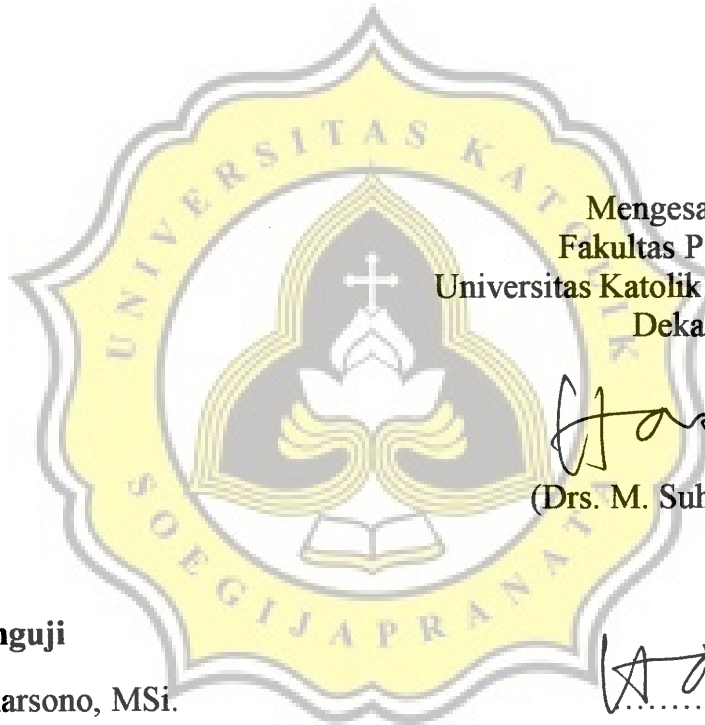 UNIVERSITAS KATOLIK
SOEGIJAPRANATA
Mengesa
Fakultas P
Universitas Katolik
Deka
(Drs. M. Suh
nguji
arsono, MSi.